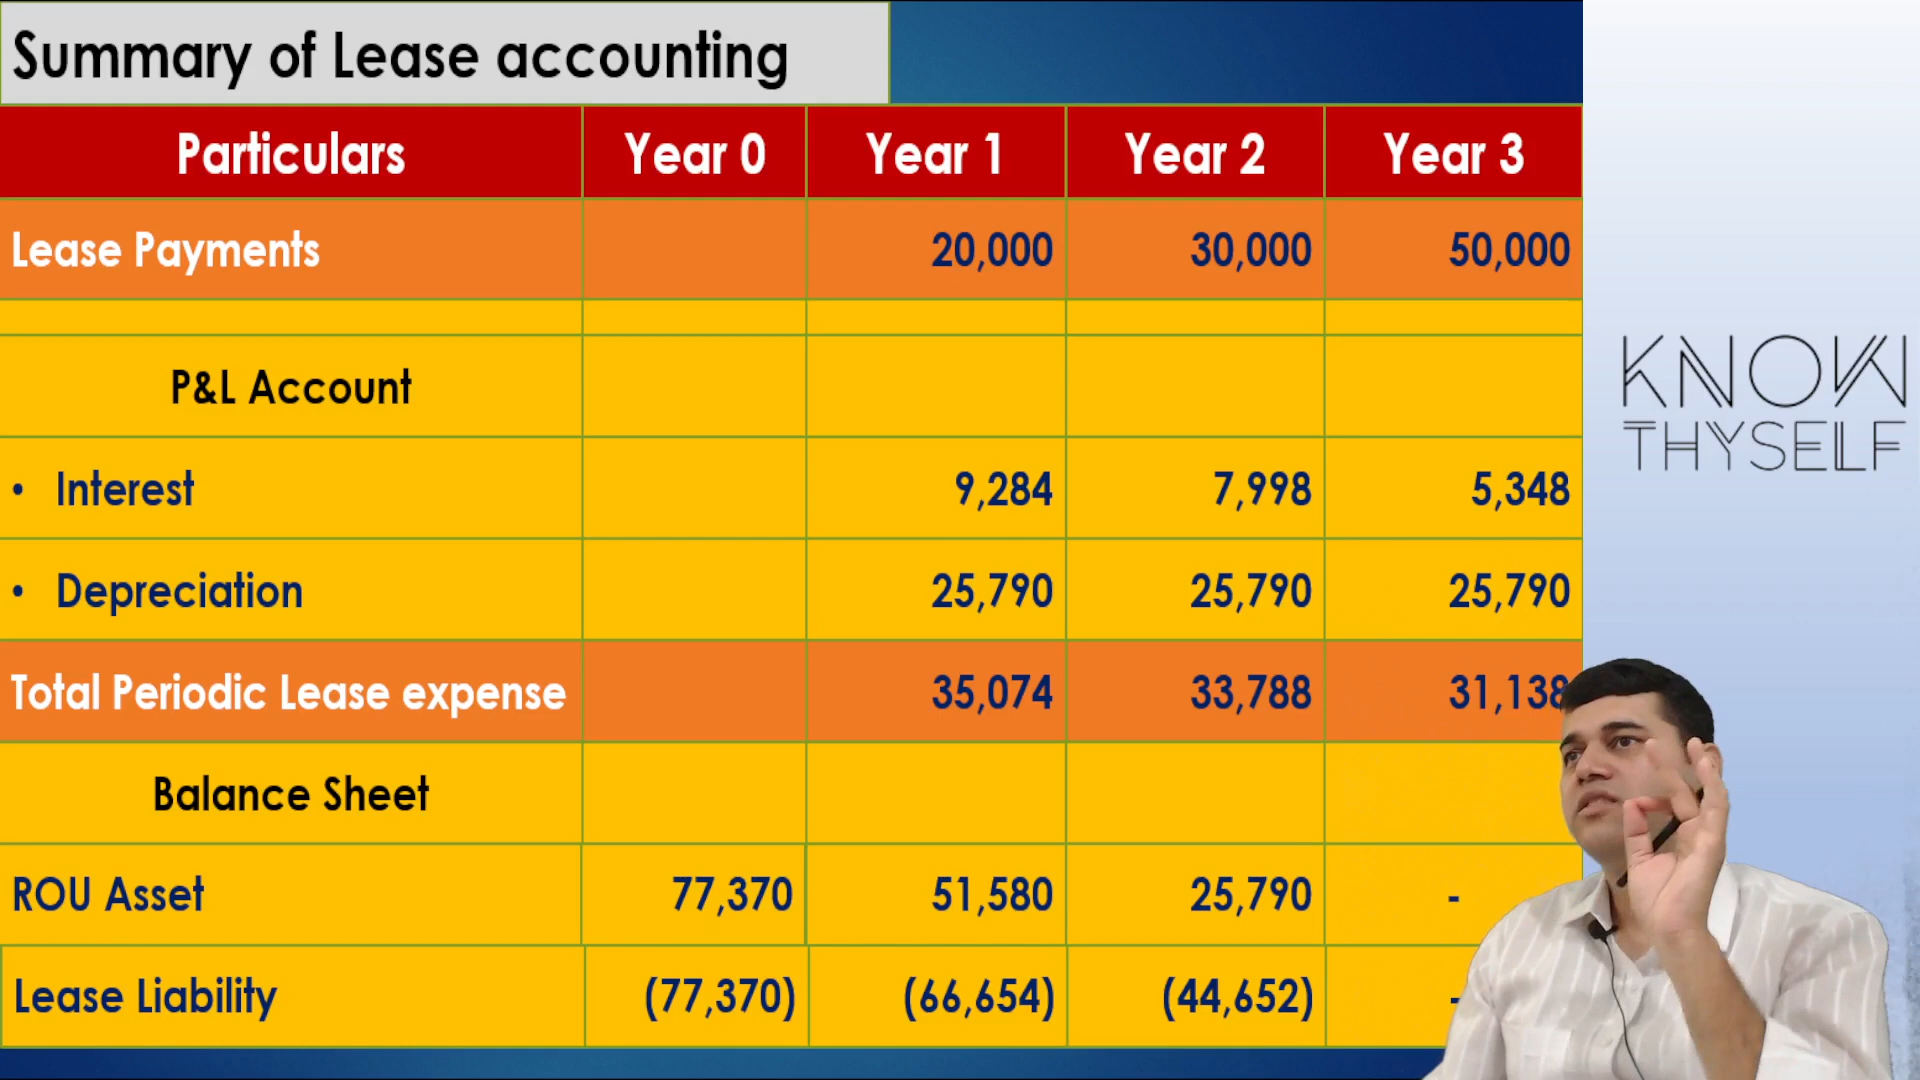 Summary of Lease accounting
Particulars Year 0 Year 1 Year 2 Year 3
Lease Payments 20,000 30,000 50,000
P&L Account
• Interest 9,284 7,998 5,348
• Depreciation 25,790 25,790 25,790
Total Periodic Lease expense 35,074 33,788 31,138
Balance Sheet
ROU Asset 77,370 51,580 25,790 -
Lease Liability (77,370) (66,654) (44,652) -
KNOW
THYSELF